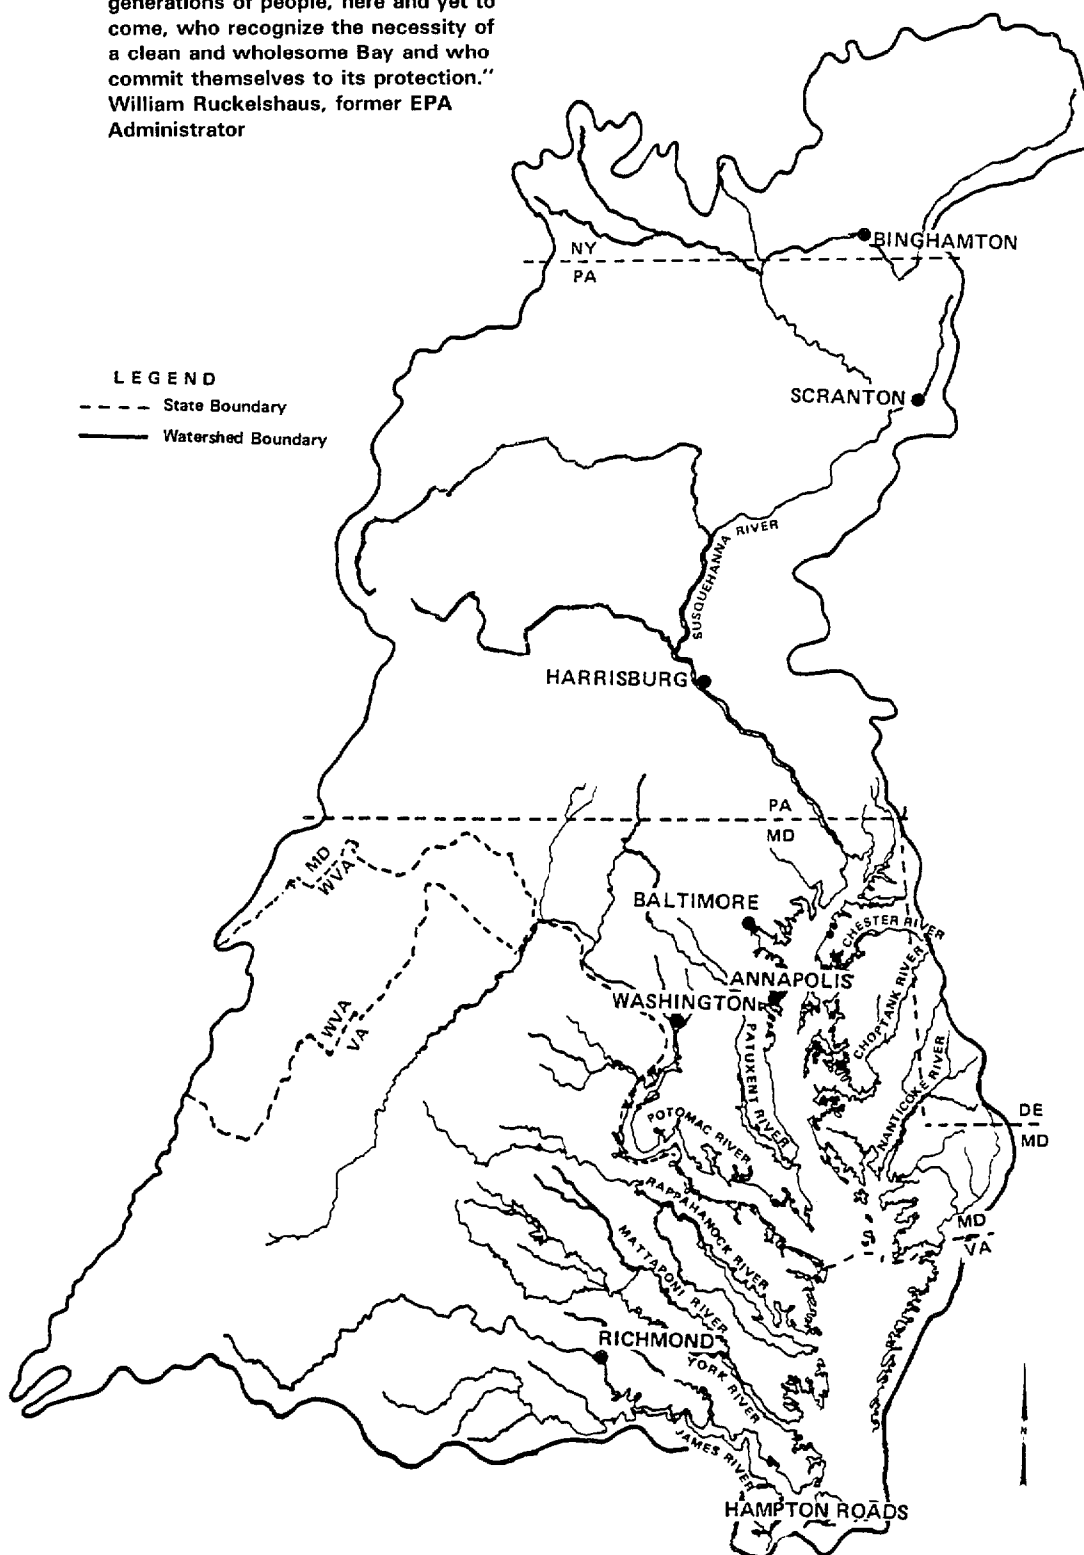 generations of people, here and yet to
come, who recognize the necessity of
a clean and wholesome Bay and who
commit themselves to its protection."
William Ruckelshaus, former EPA
Administrator
BINGHAMTON
NY
PA
LEGEND
State Boundary
Watershed Boundary
SCRANTON
SUSQUEHANNA RIVER
HARRISBURG
PA
MD
MD
WVA
BALTIMORE
CHESTER RIVER
ANNAPOLIS
WASHINGTON
CHOPTANK RIVER
WVA
VA
PATUXENT RIVER
NANTICOKE RIVER
POTOMAC RIVER
DE
MD
RAPPAHANOCK RIVER
MD
VA
MATTAPONI RIVER
RICHMOND
YORK RIVER
JAMES RIVER
N
HAMPTON ROADS